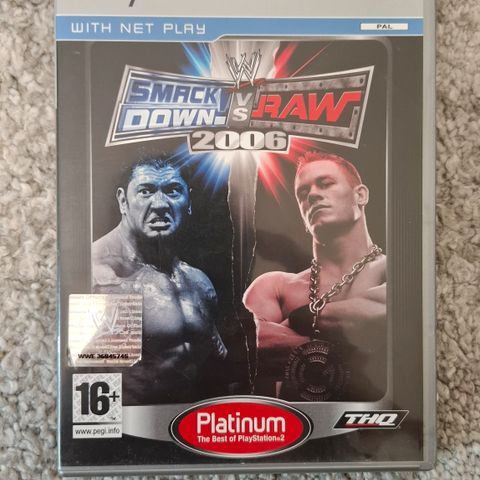 WITH NET PLAY
PAL
W
SMACK DOWN! VS RAW
2006
W
WWE 36845745
16+
www.pegi.info
Platinum
The Best of PlayStation®2
THQ